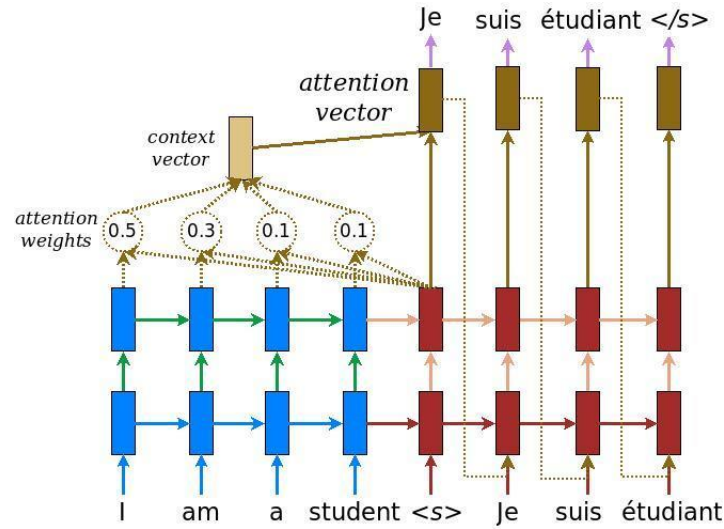 Je suis étudiant </s>
attention
vector
context
vector
attention
weights
0.5 0.3 0.1 0.1
I am a student <s> Je suis étudiant